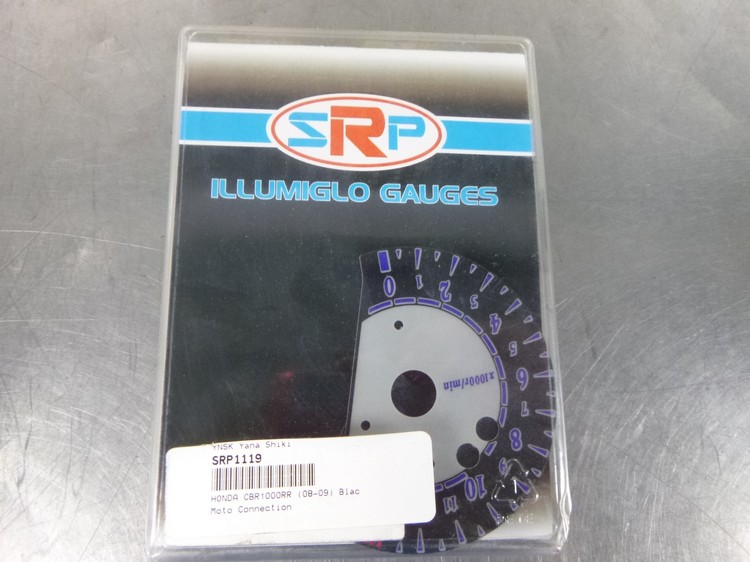 SRP
ILLUMIGLO GAUGES
0
1
2
3
4
5
6
7
8
9
10
11
x1000r/min
YNSK Yana Shiki
SRP1119
HONDA CBR1000RR (08-09) Blac
Moto Connection